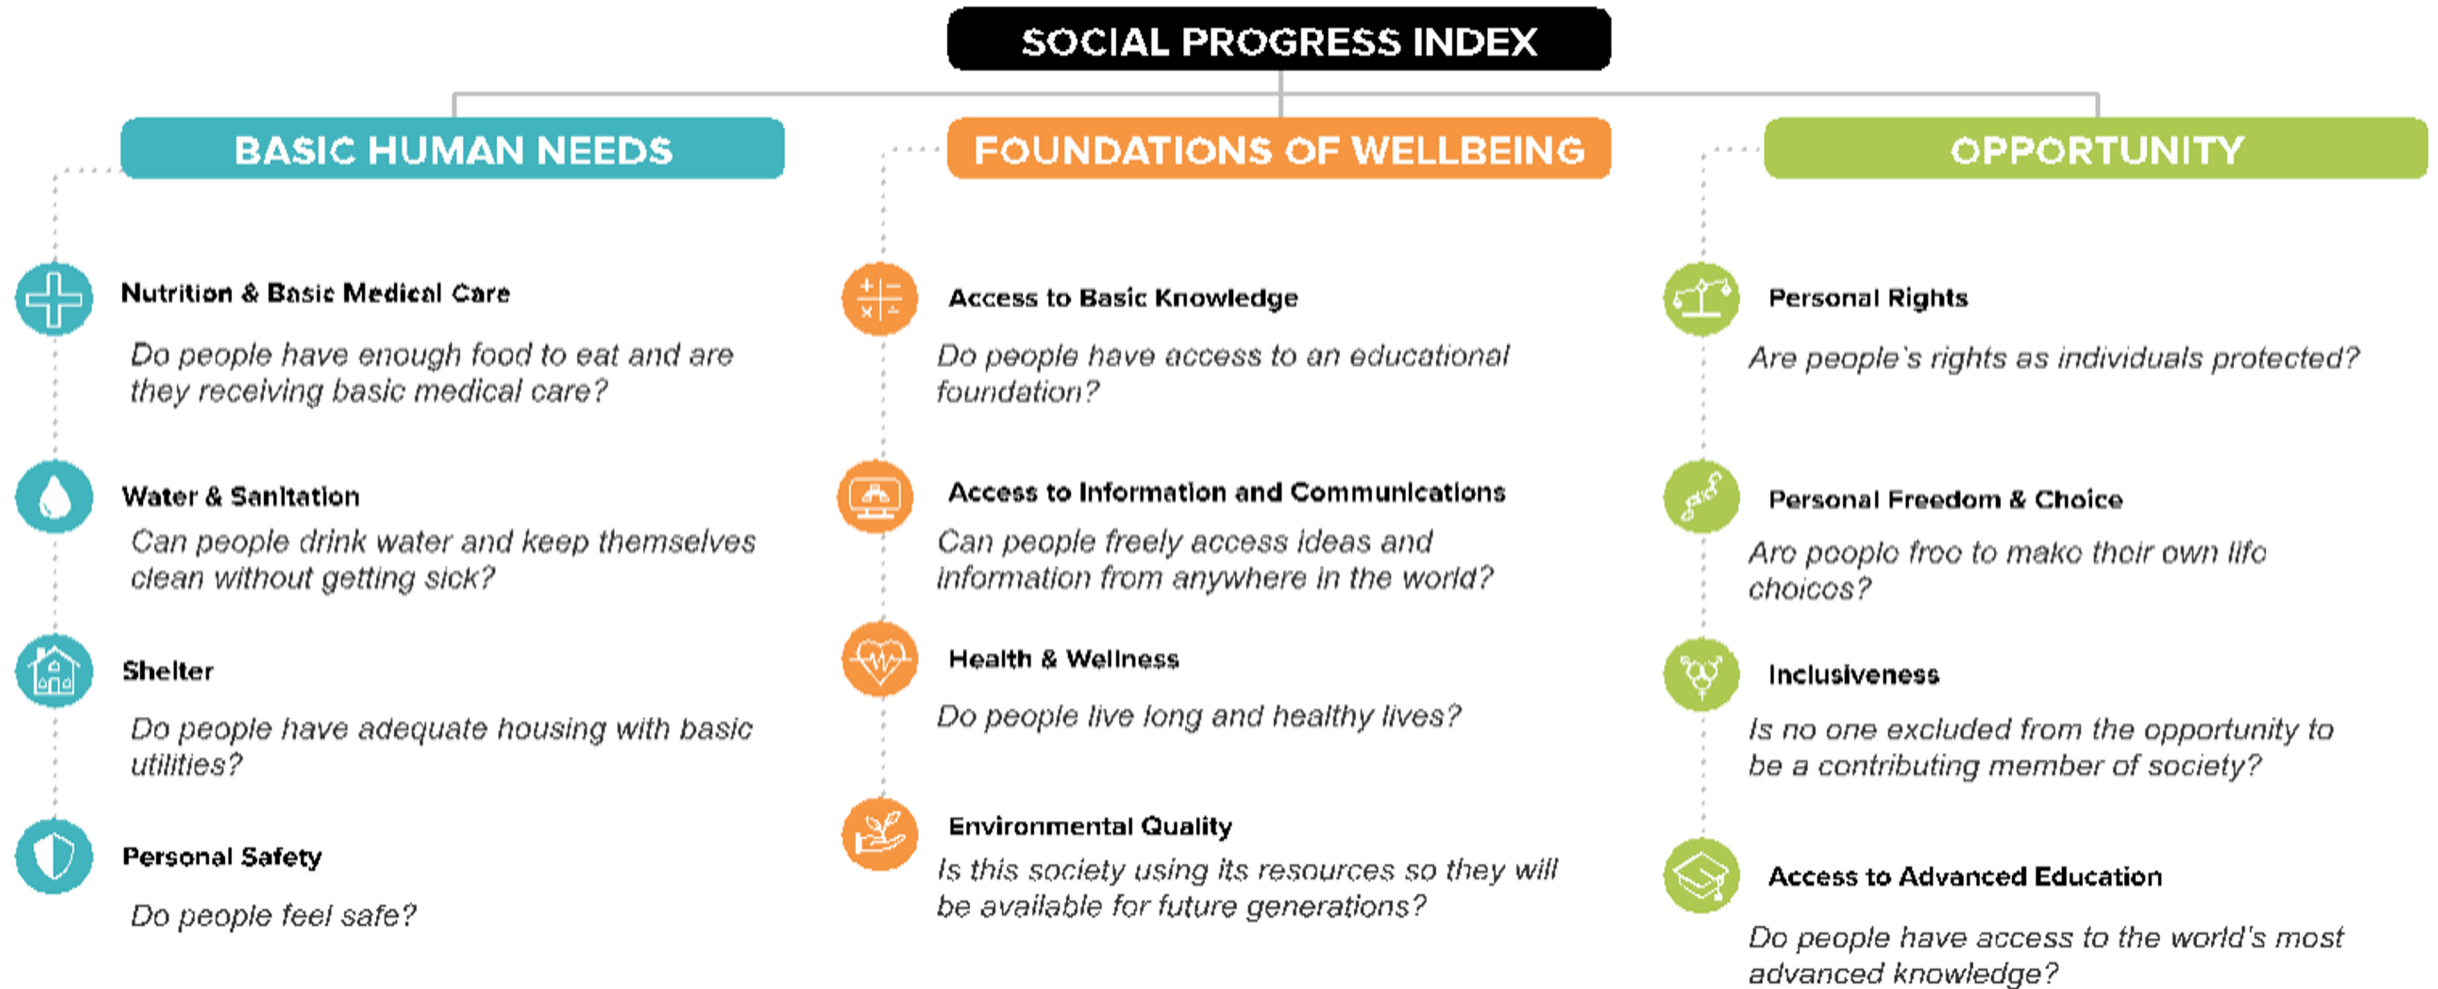 SOCIAL PROGRESS INDEX
BASIC HUMAN NEEDS
Nutrition & Basic Medical Care
Do people have enough food to eat and are
they receiving basic medical care?
Water & Sanitation
Can people drink water and keep themselves
clean without getting sick?
Shelter
Do people have adequate housing with basic
utilities?
Personal Safety
Do people feel safe?
FOUNDATIONS OF WELLBEING
Access to Basic Knowledge
Do people have access to an educational
foundation?
Access to Information and Communications
Can people freely access ideas and
information from anywhere in the world?
Health & Wellness
Do people live long and healthy lives?
Environmental Quality
Is this society using its resources so they will
be available for future generations?
OPPORTUNITY
Personal Rights
Are people's rights as individuals protected?
Personal Freedom & Choice
Are people free to make their own life
choices?
Inclusiveness
Is no one excluded from the opportunity to
be a contributing member of society?
Access to Advanced Education
Do people have access to the world's most
advanced knowledge?